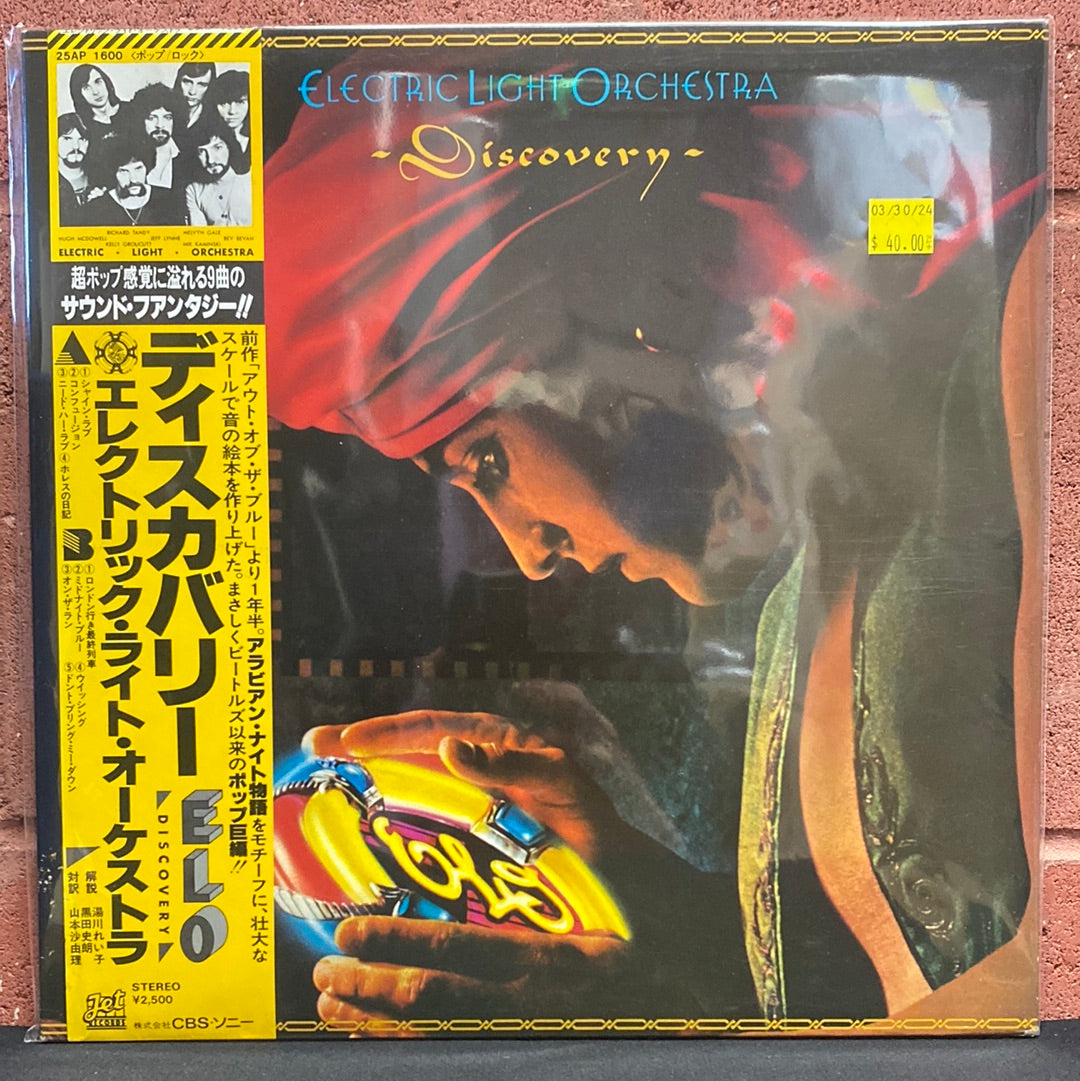 25AP 1600 〈ポップ/ロック〉
RICHARD TANDY MELVYN GALE
HUGH MCDOWELL JEFF LYNNE BEV BEVAN
KELLY GROUCUTT MIK KAMINSKI
ELECTRIC • LIGHT • ORCHESTRA
超ポップ感覚に溢れる9曲の
サウンド・ファンタジー!!
前作「アウト・オブ・ザ・ブルー」より1年半。アラビアン・ナイト物語をモチーフに、壮大な
スケールで音の絵本を作り上げた。まさしくビートルズ以来のポップ巨編!!
ディスカバリー
エレクトリック・ライト・オーケストラ
A
①シャイン・ラブ
②コンフュージョン
③ニード・ハー・ラブ ④ホレスの日記
B
①ロンドン行き最終列車
②ミッドナイト・ブルー ④ウイッシング
③オン・ザ・ラン ⑤ドント・ブリング・ミー・ダウン
ELO
DISCOVERY
解説 湯川れい子
黒田史朗
対訳 山本沙由理
Jet
RECORDS
STEREO
¥2,500
株式会社CBS・ソニー
ELECTRIC LIGHT ORCHESTRA
-Discovery-
03/30/24
$ 40.00
ELO